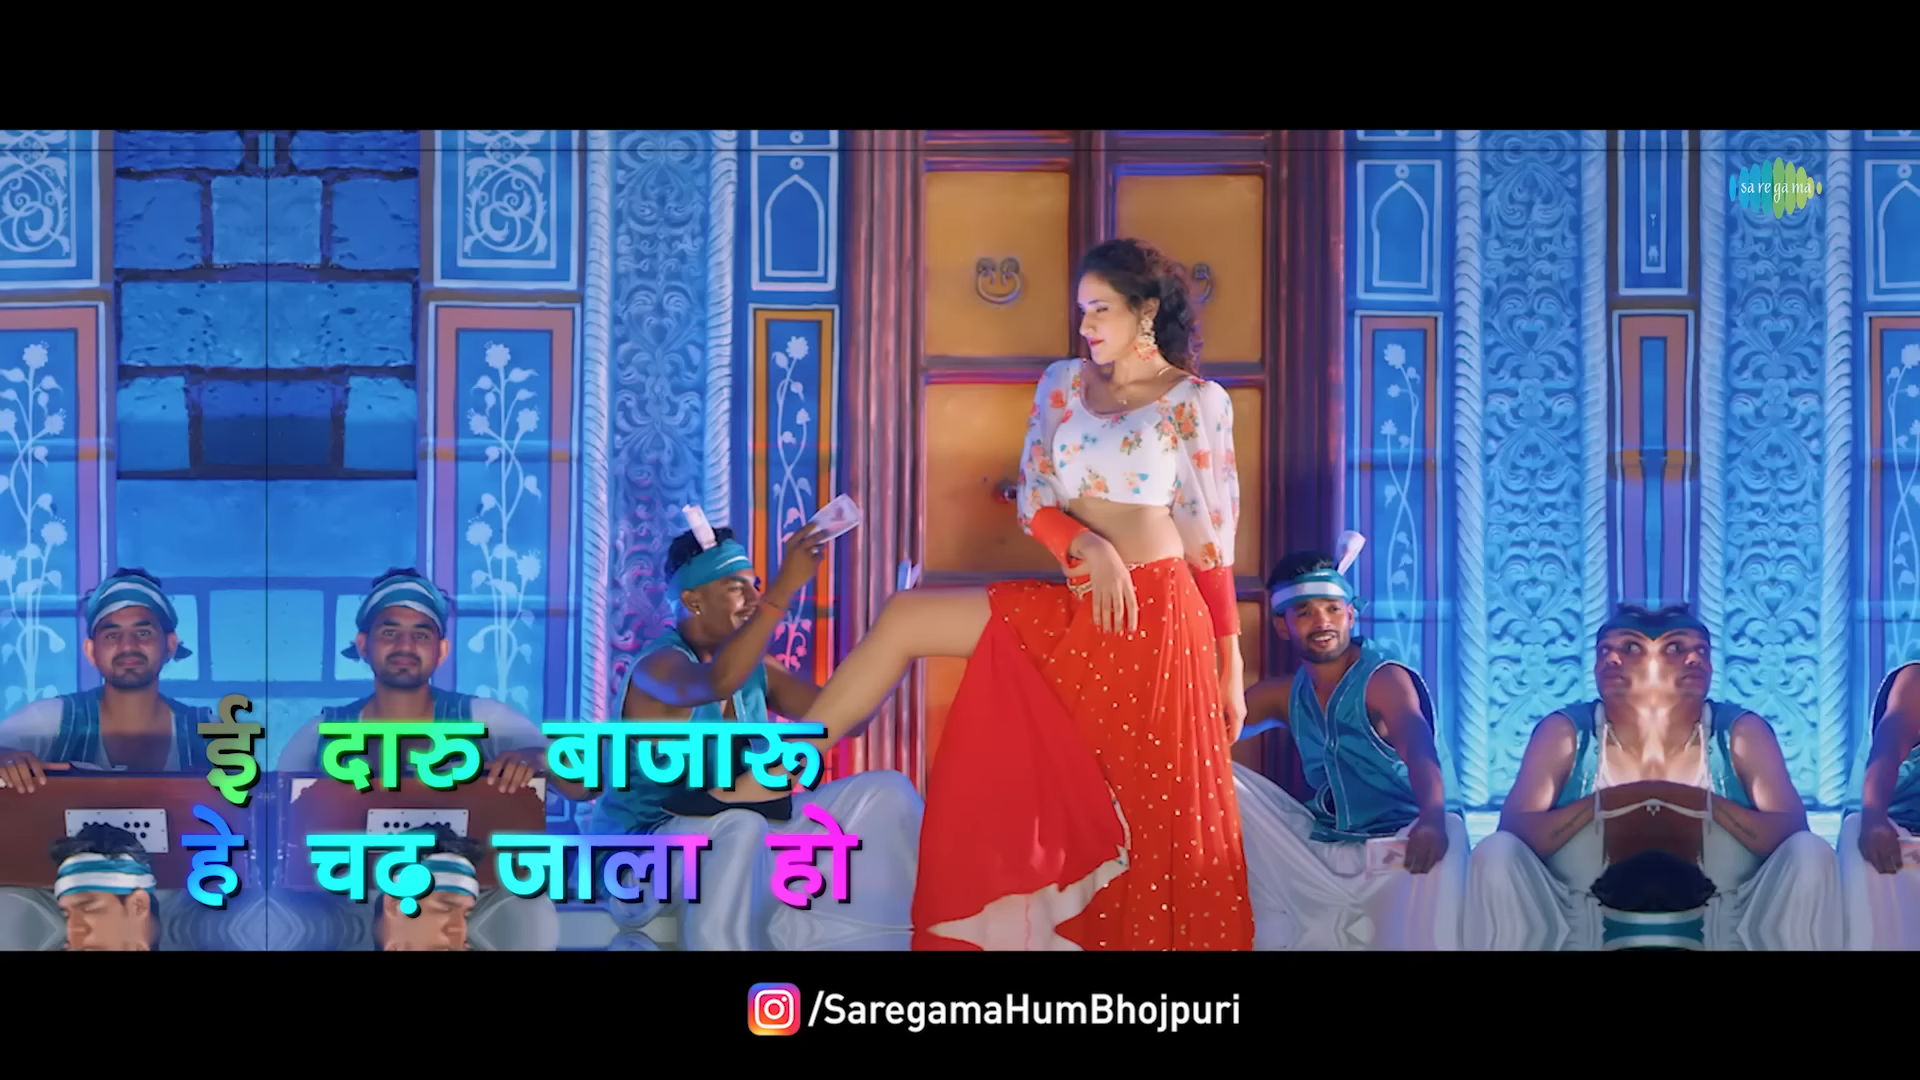 saregama
ई दारु बाजारू
हे चढ़ जाला हो
/SaregamaHumBhojpuri